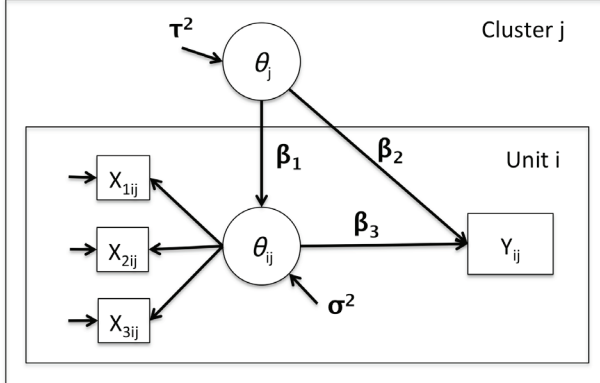 τ²
Cluster j
θⱼ
β₁
β₂
Unit i
X₁ᵢⱼ
β₃
X₂ᵢⱼ
θᵢⱼ
Yᵢⱼ
σ²
X₃ᵢⱼ